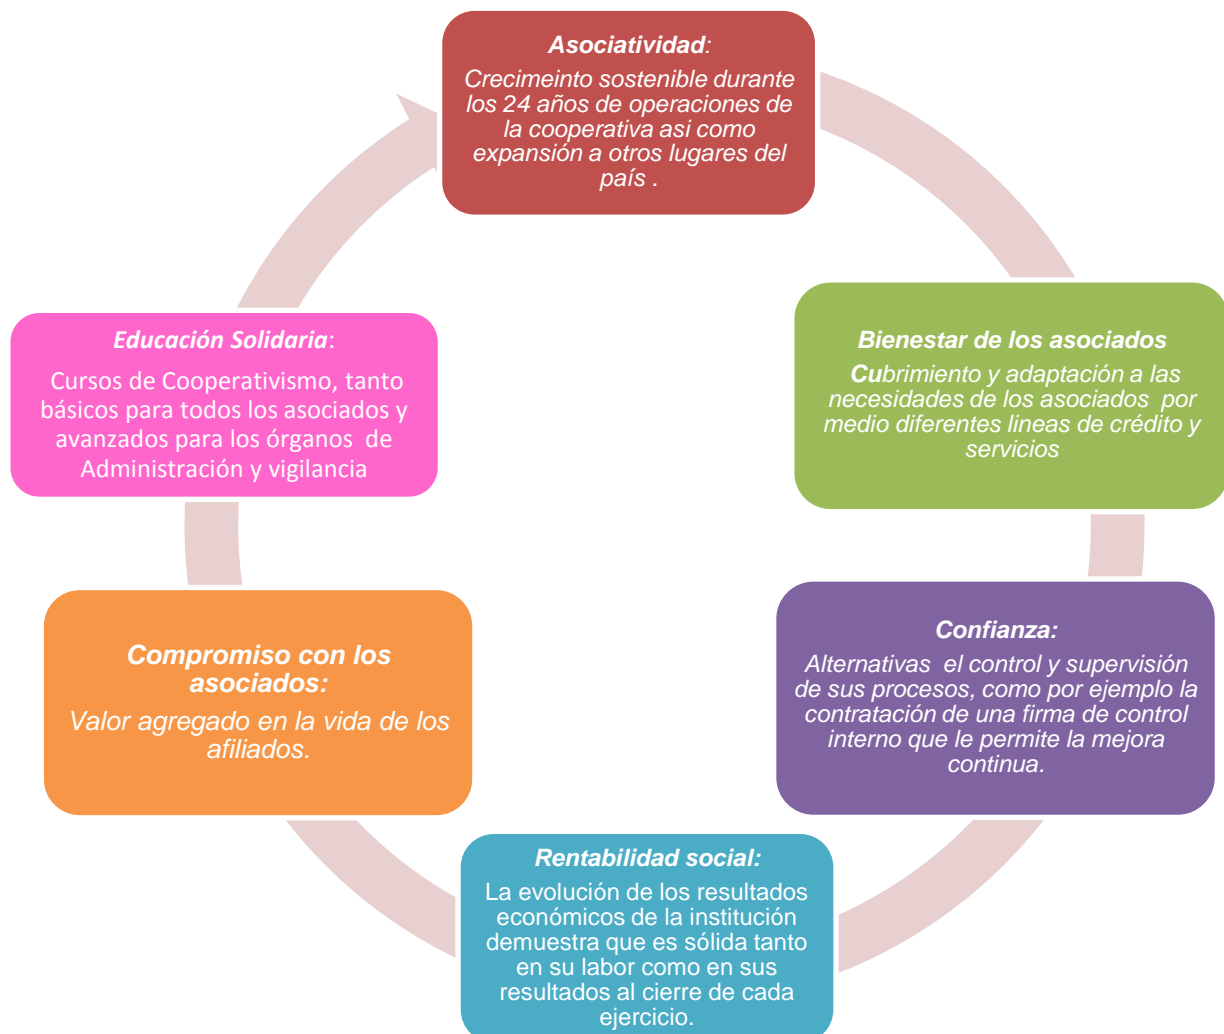 Asociatividad:
Crecimeinto sostenible durante
los 24 años de operaciones de
la cooperativa asi como
expansión a otros lugares del
país .
Bienestar de los asociados
Cubrimiento y adaptación a las
necesidades de los asociados por
medio diferentes lineas de crédito y
servicios
Confianza:
Alternativas el control y supervisión
de sus procesos, como por ejemplo la
contratación de una firma de control
interno que le permite la mejora
continua.
Rentabilidad social:
La evolución de los resultados
económicos de la institución
demuestra que es sólida tanto
en su labor como en sus
resultados al cierre de cada
ejercicio.
Compromiso con los
asociados:
Valor agregado en la vida de los
afiliados.
Educación Solidaria:
Cursos de Cooperativismo, tanto
básicos para todos los asociados y
avanzados para los órganos de
Administración y vigilancia